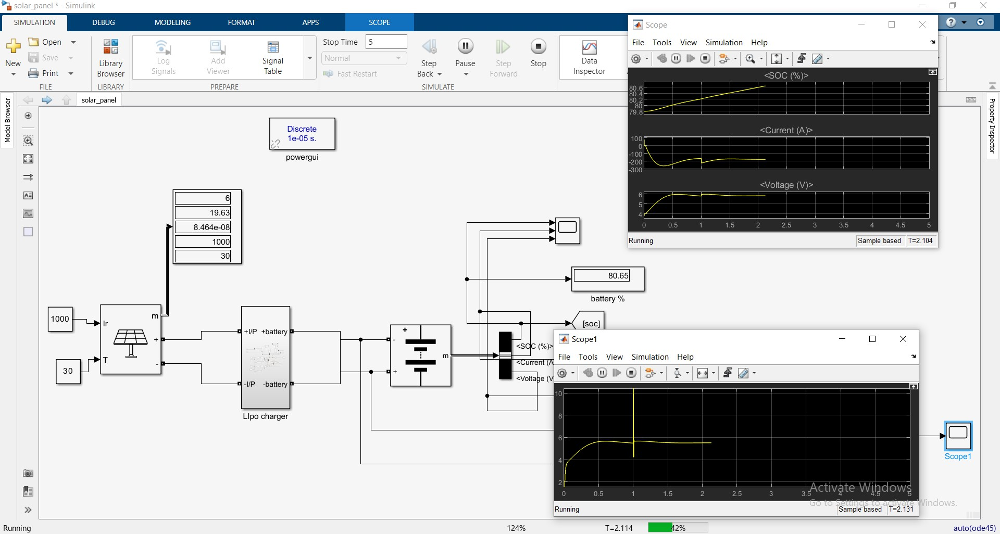 solar_panel * - Simulink
SIMULATION DEBUG MODELING FORMAT APPS SCOPE
New
Open
Save
Print
FILE
Library Browser
LIBRARY
Log Signals
Add Viewer
Signal Table
PREPARE
Stop Time 5
Normal
Fast Restart
Step Back
Pause
Step Forward
Stop
SIMULATE
Data Inspector
Model Browser
solar_panel
Property Inspector
Discrete
1e-05 s.
powergui
6
19.63
8.464e-08
1000
30
1000
30
Ir
T
m
+
-
+I/P +battery
-I/P -battery
LIpo charger
+
-
+
m
<SOC (%)>
<Current (A
<Voltage (V
80.65
battery %
[soc]
Scope1
Scope
File Tools View Simulation Help
<SOC (%)>
80.6
80.4
80.2
80
79.8
<Current (A)>
100
0
-100
-200
-300
<Voltage (V)>
6
5
4
0 0.5 1 1.5 2 2.5 3 3.5 4 4.5 5
Running Sample based T=2.104
Scope1
File Tools View Simulation Help
10
8
6
4
2
0 0.5 1 1.5 2 2.5 3 3.5 4 4.5 5
Running Sample based T=2.131
Activate Windows
Go to Settings to activate Windows.
Running 124% T=2.114 42% auto(ode45)